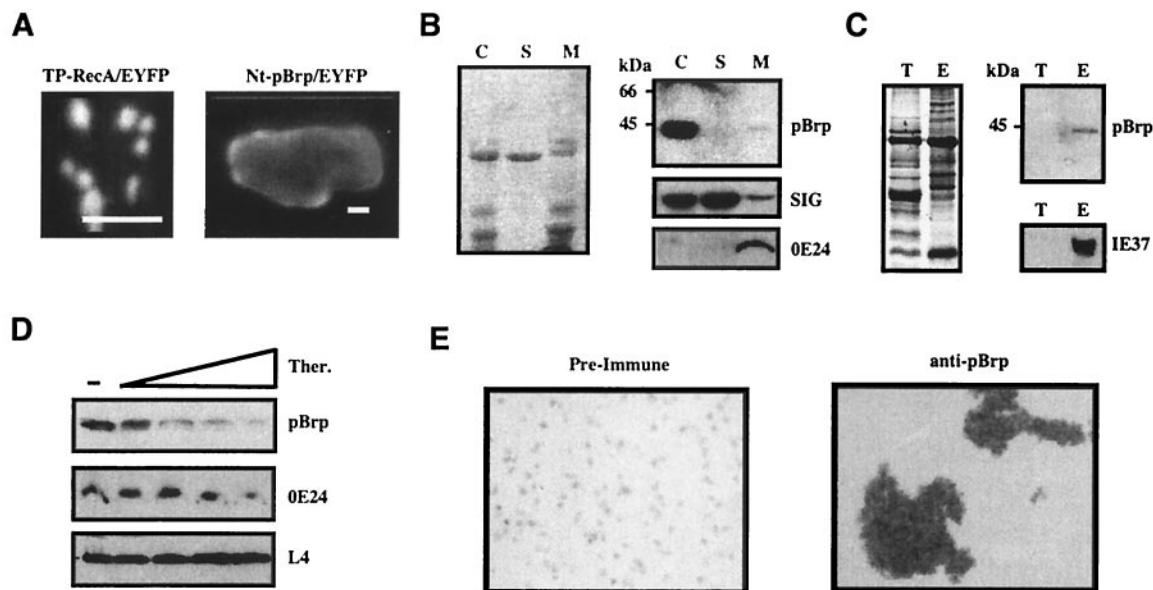 A
TP-RecA/EYFP
Nt-pBrp/EYFP
B
C S M
kDa C S M
66
45
pBrp
SIG
0E24
C
T E
kDa T E
45
pBrp
T E
IE37
D
Ther.
–
pBrp
0E24
L4
E
Pre-Immune
anti-pBrp